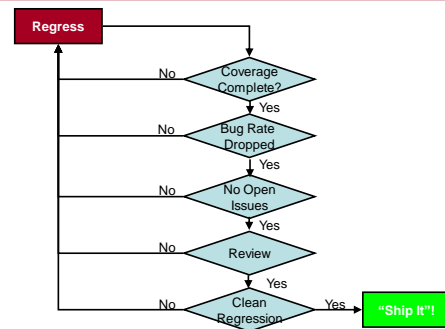 Regress
No
Coverage
Complete?
Yes
No
Bug Rate
Dropped
Yes
No
No Open
Issues
Yes
No
Review
Yes
No
Clean
Regression
Yes
“Ship It”!